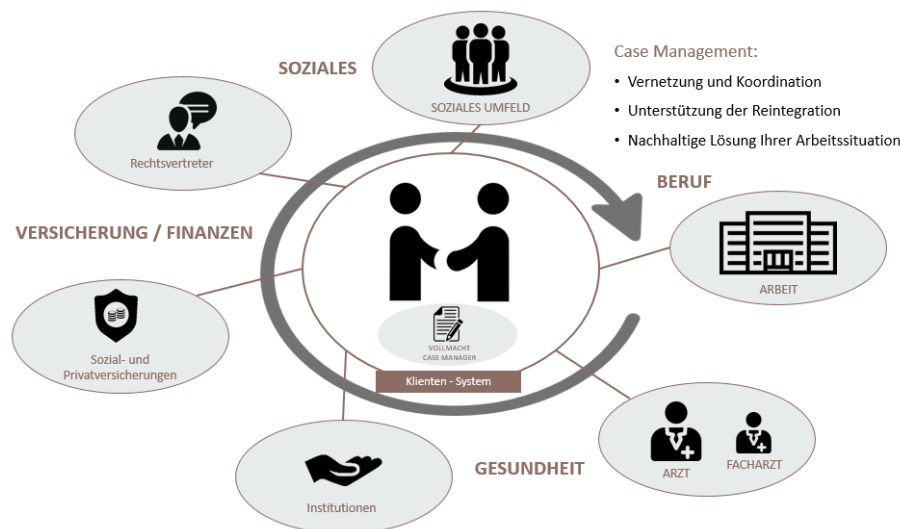 SOZIALES
SOZIALES UMFELD
Case Management:
• Vernetzung und Koordination
• Unterstützung der Reintegration
• Nachhaltige Lösung Ihrer Arbeitssituation
Rechtsvertreter
BERUF
VERSICHERUNG / FINANZEN
ARBEIT
VOLLMACHT
CASE MANAGER
Klienten - System
Sozial- und
Privatversicherungen
GESUNDHEIT
ARZT
FACHARZT
Institutionen